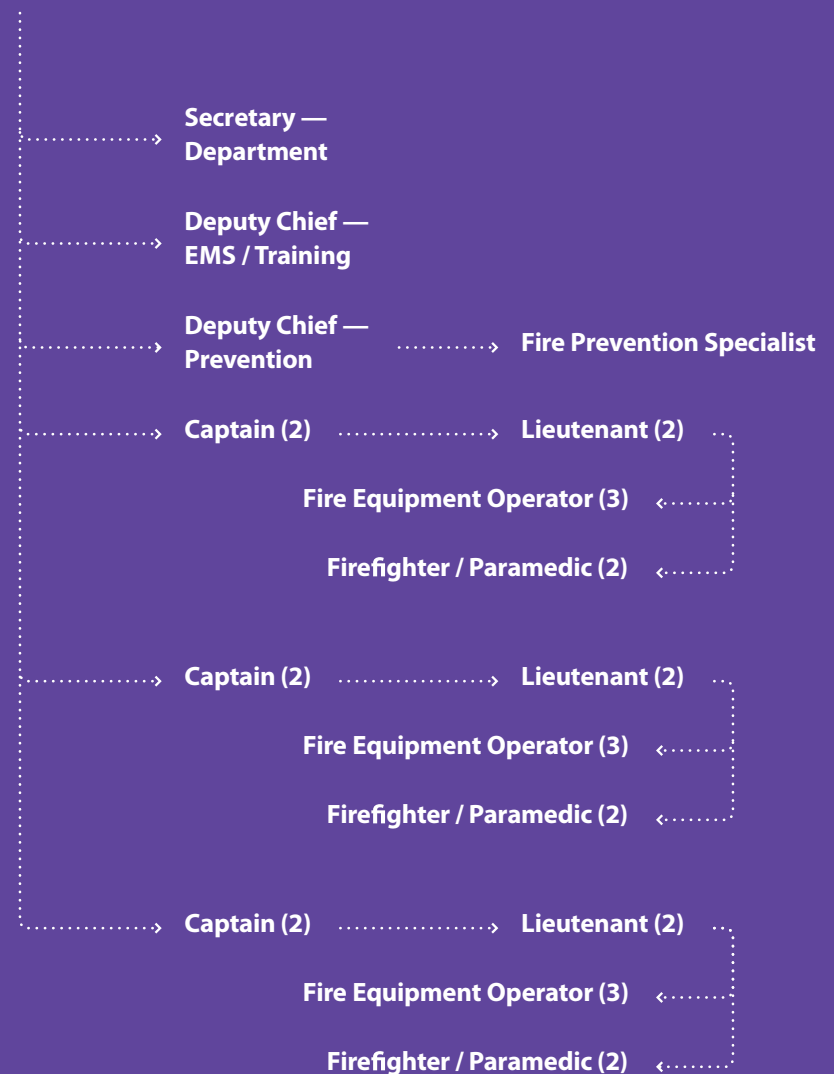 Secretary —
Department
Deputy Chief —
EMS / Training
Deputy Chief —
Prevention
Fire Prevention Specialist
Captain (2)
Lieutenant (2)
Fire Equipment Operator (3)
Firefighter / Paramedic (2)
Captain (2)
Lieutenant (2)
Fire Equipment Operator (3)
Firefighter / Paramedic (2)
Captain (2)
Lieutenant (2)
Fire Equipment Operator (3)
Firefighter / Paramedic (2)